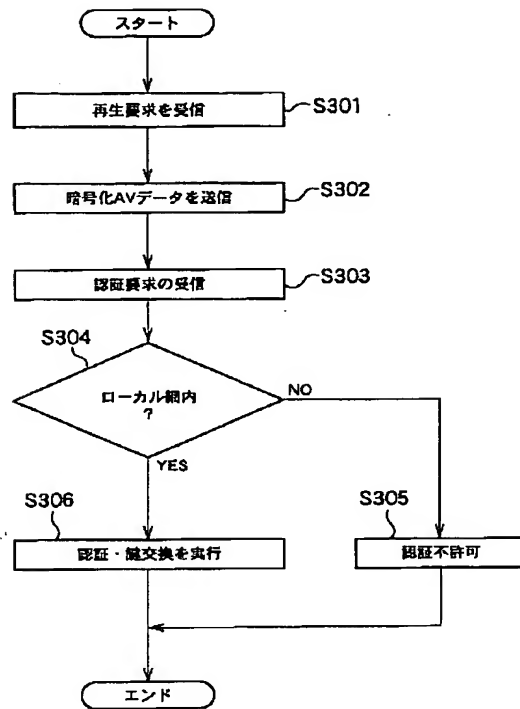 スタート
再生要求を受信
S301
暗号化AVデータを送信
S302
認証要求の受信
S303
S304
ローカル網内
?
NO
YES
S306
認証・鍵交換を実行
S305
認証不許可
エンド